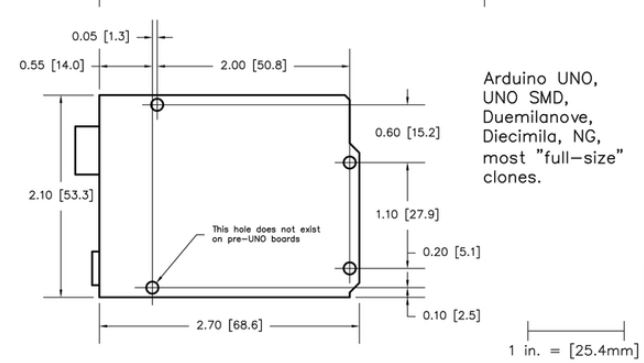 0.05 [1.3]
0.55 [14.0]
2.00 [50.8]
Arduino UNO,
UNO SMD,
Duemilanove,
Diecimila, NG,
most "full-size"
clones.
0.60 [15.2]
2.10 [53.3]
1.10 [27.9]
This hole does not exist
on pre-UNO boards
0.20 [5.1]
0.10 [2.5]
2.70 [68.6]
1 in. = [25.4mm]